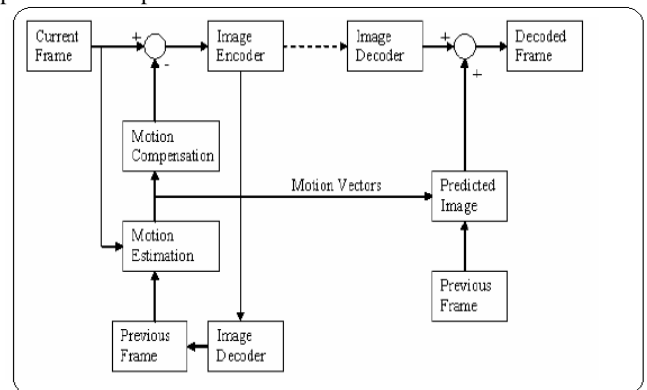 Current
Frame
+
-
Image
Encoder
Image
Decoder
+
+
Decoded
Frame
Motion
Compensation
Motion Vectors
Predicted
Image
Motion
Estimation
Previous
Frame
Previous
Frame
Image
Decoder